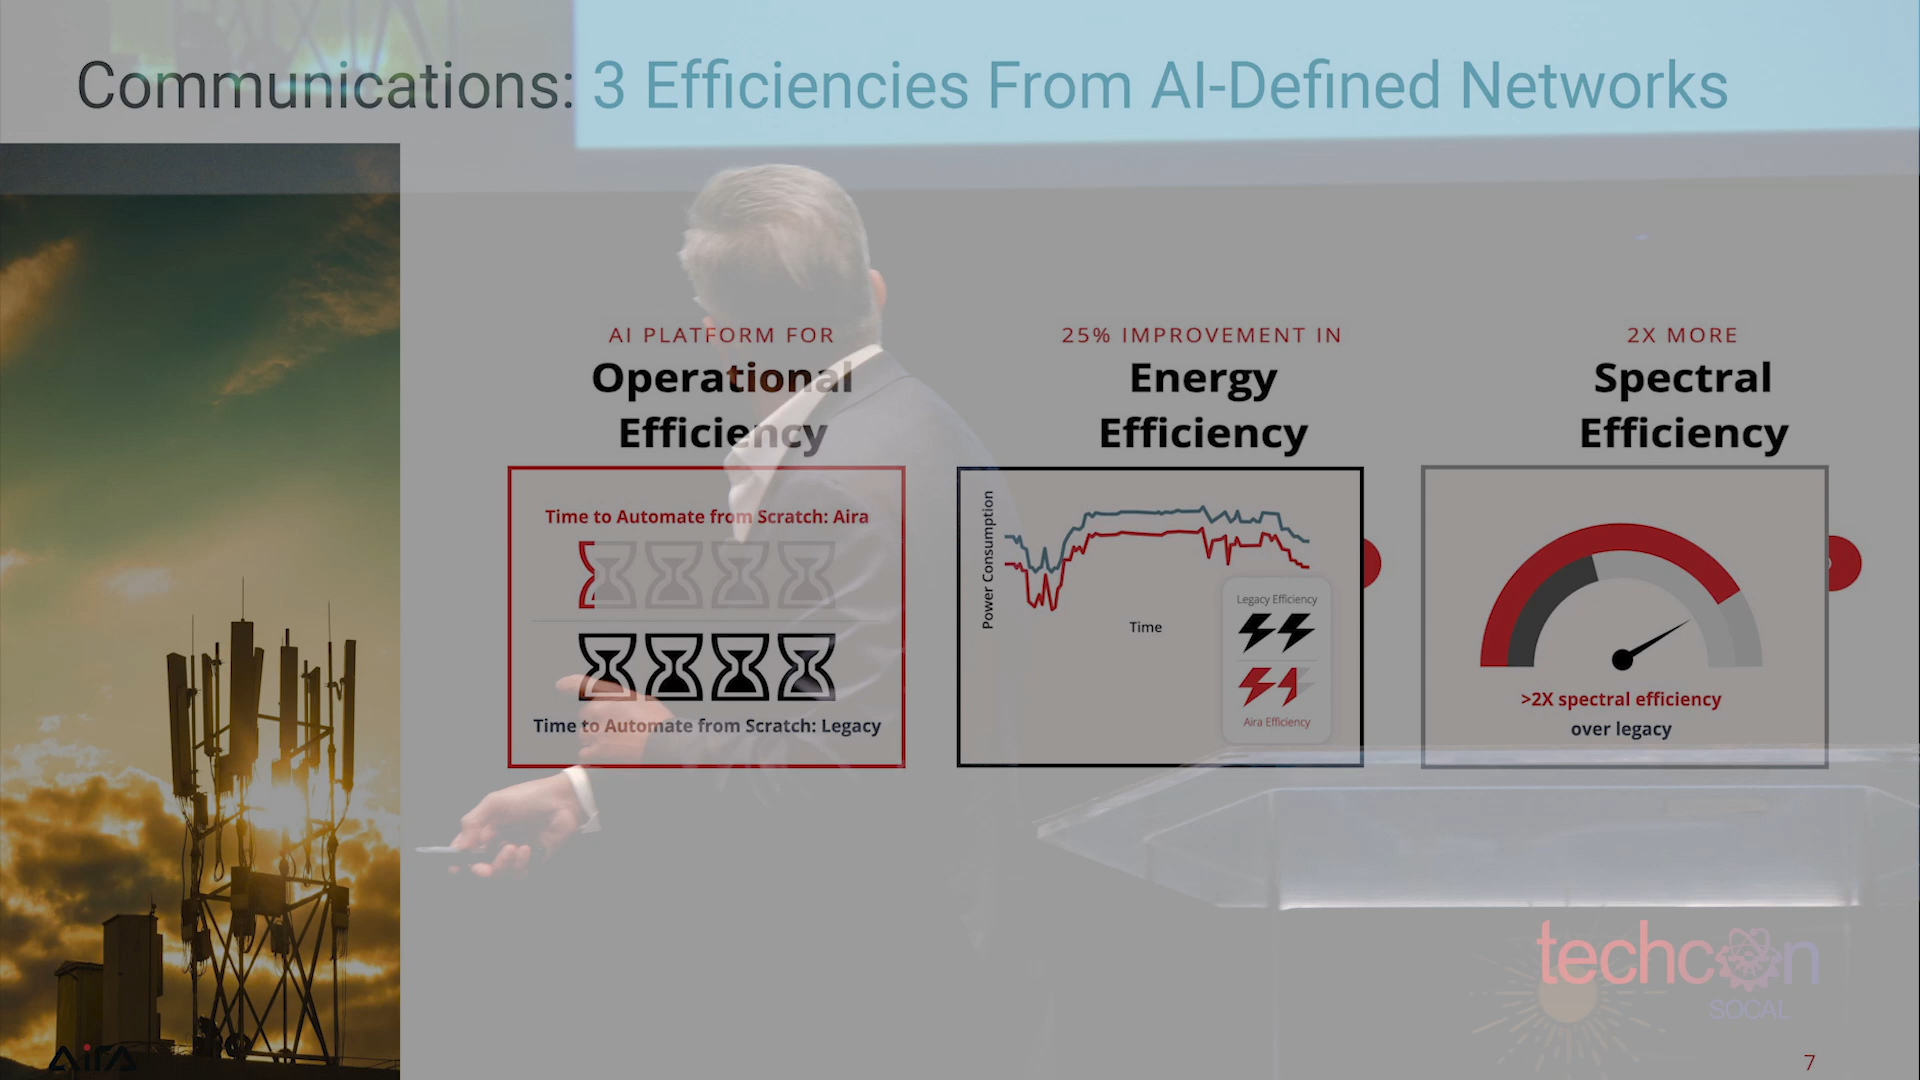 Communications: 3 Efficiencies From AI-Defined Networks
AI PLATFORM FOR
Operational
Efficiency
Time to Automate from Scratch: Aira
Time to Automate from Scratch: Legacy
25% IMPROVEMENT IN
Energy
Efficiency
Power Consumption
Time
Legacy Efficiency
Aira Efficiency
2X MORE
Spectral
Efficiency
>2X spectral efficiency
over legacy
techcon
SOCAL
AirA
7